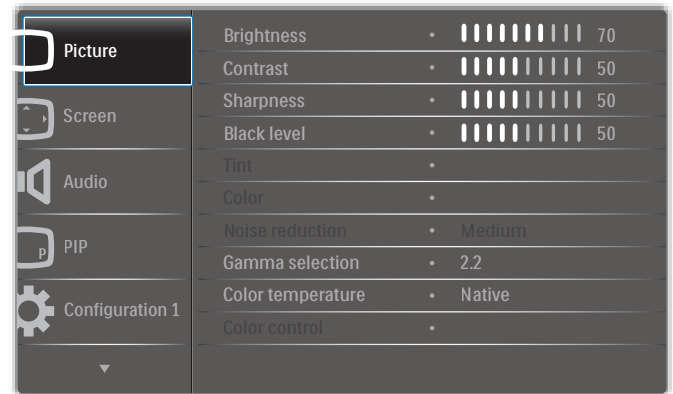 Picture
Screen
Audio
P
PIP
Configuration 1
▼
Brightness • 70
Contrast • 50
Sharpness • 50
Black level • 50
Tint •
Color •
Noise reduction • Medium
Gamma selection • 2.2
Color temperature • Native
Color control •